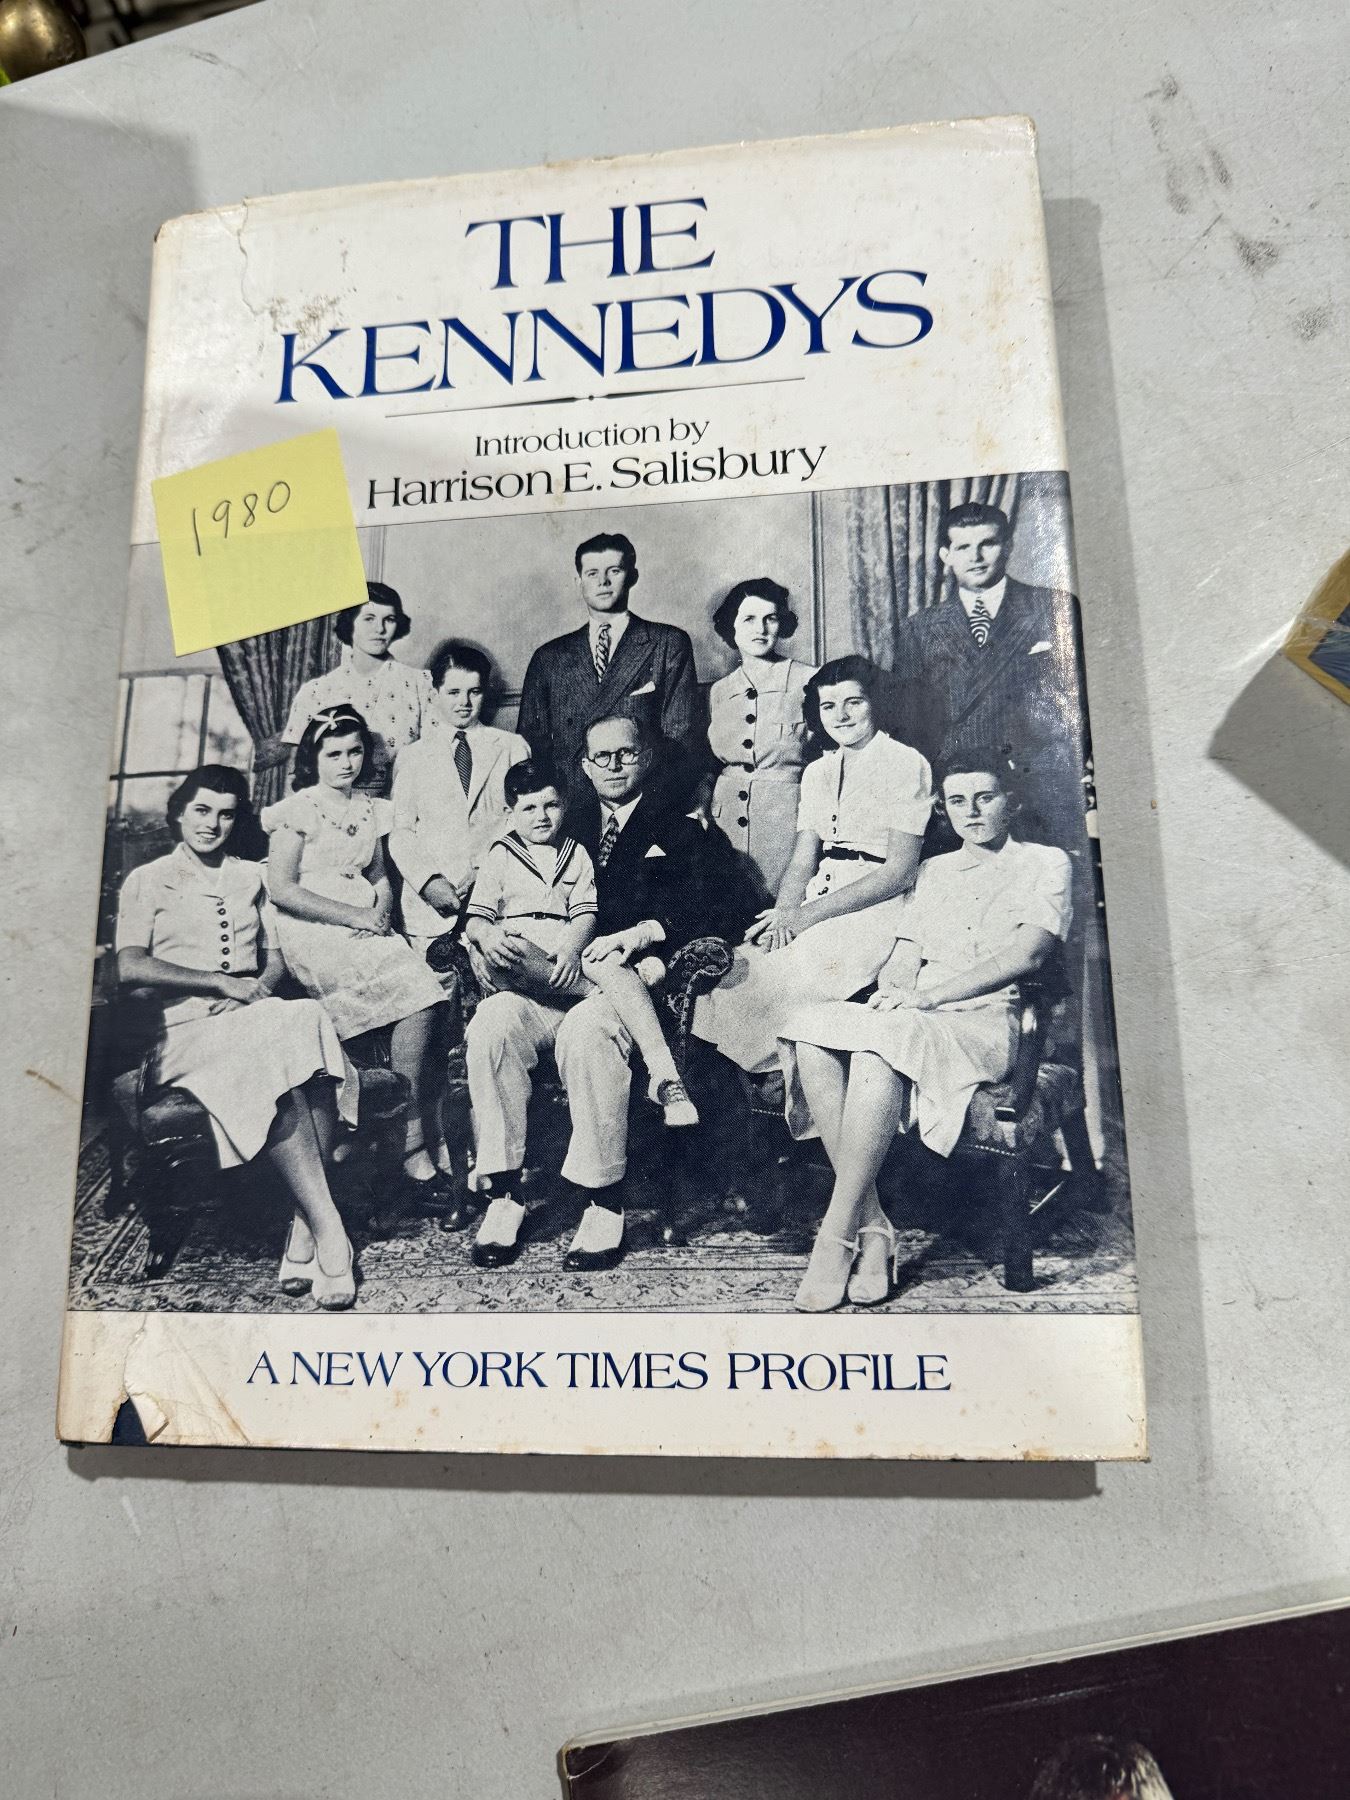 THE
KENNEDYS
Introduction by
Harrison E. Salisbury
1980
A NEW YORK TIMES PROFILE